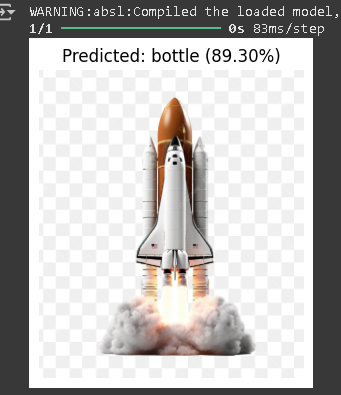 WARNING:absl:Compiled the loaded model,
1/1 0s 83ms/step
Predicted: bottle (89.30%)